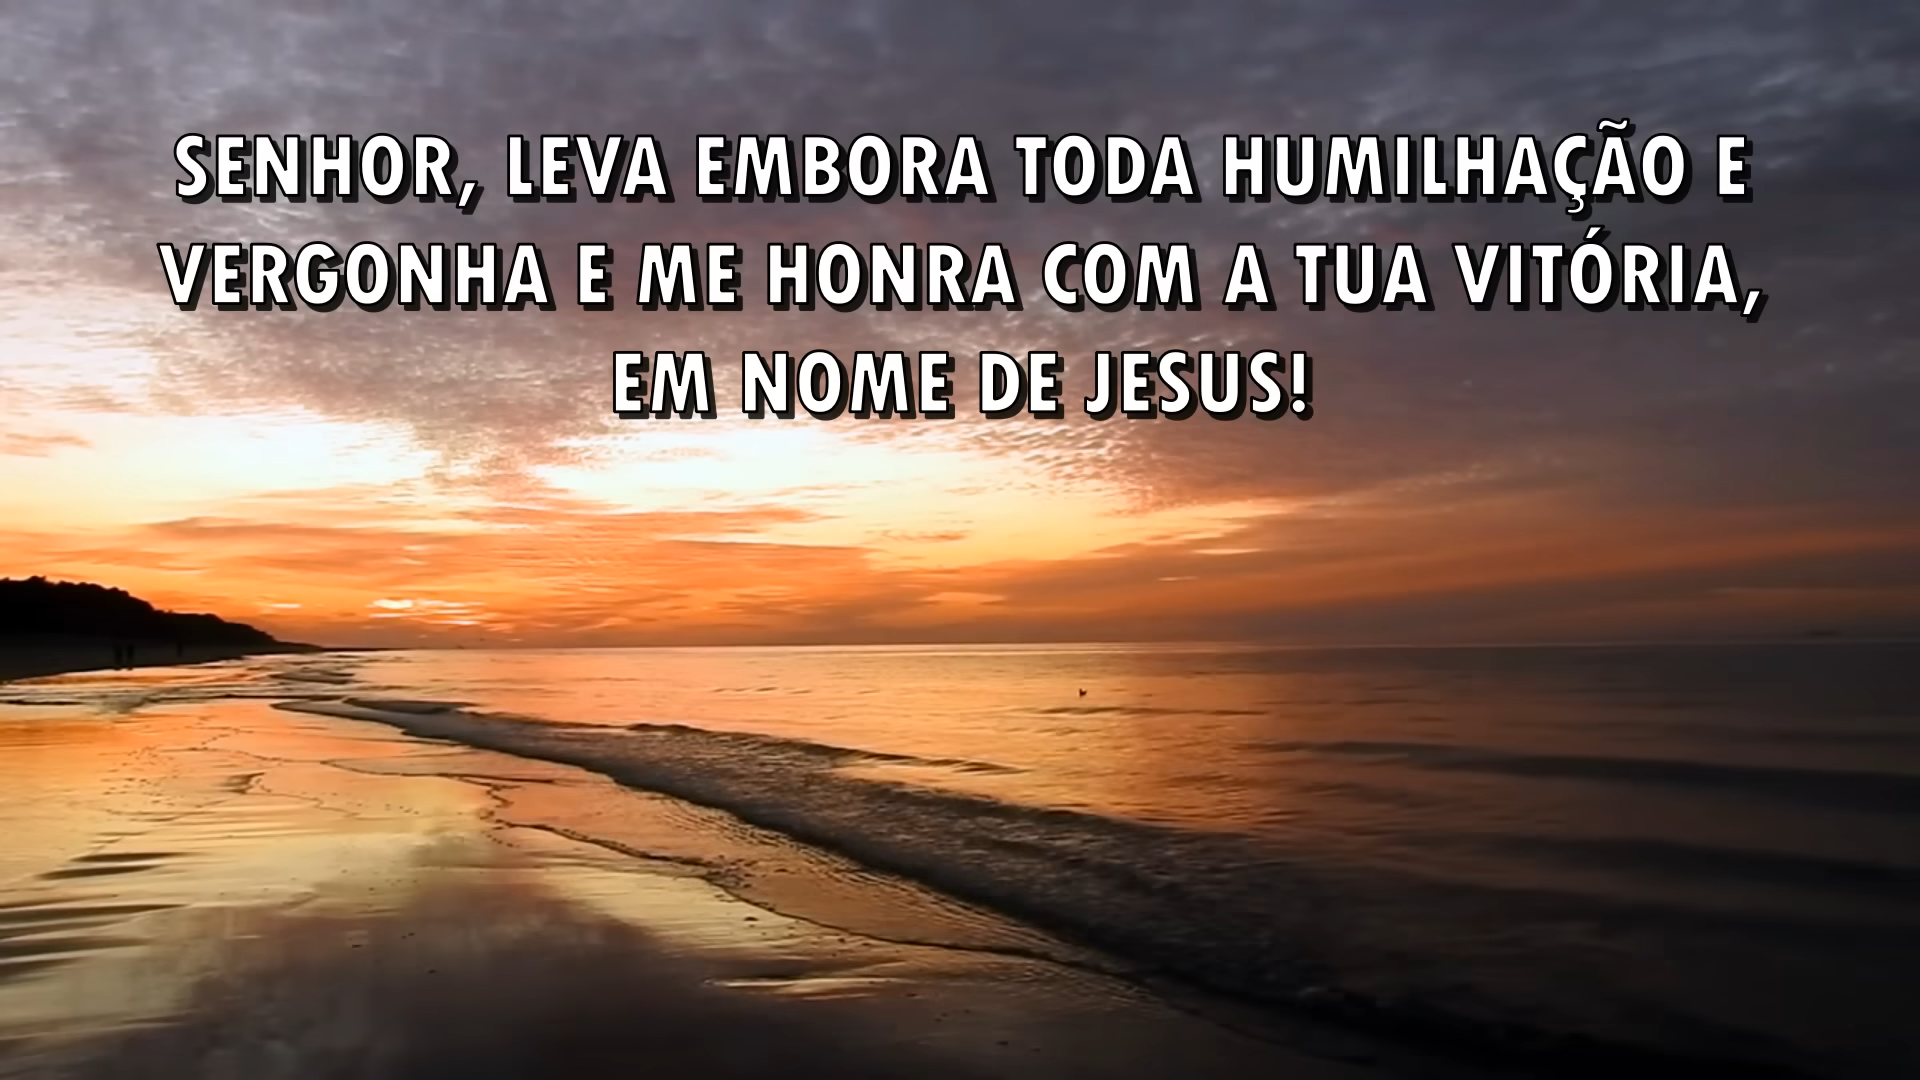 SENHOR, LEVA EMBORA TODA HUMILHAÇÃO E
VERGONHA E ME HONRA COM A TUA VITÓRIA,
EM NOME DE JESUS!